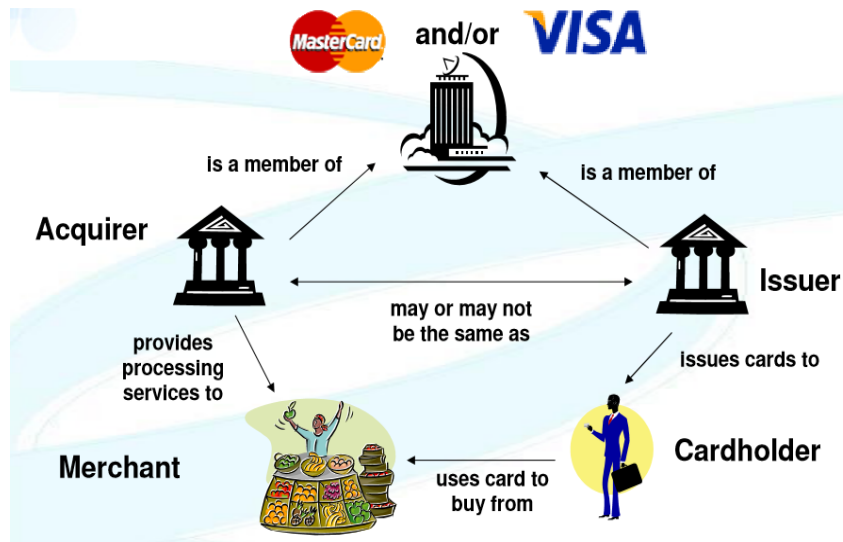 MasterCard
and/or
VISA
is a member of
is a member of
Acquirer
Issuer
may or may not
be the same as
provides
processing
services to
issues cards to
Merchant
Cardholder
uses card to
buy from